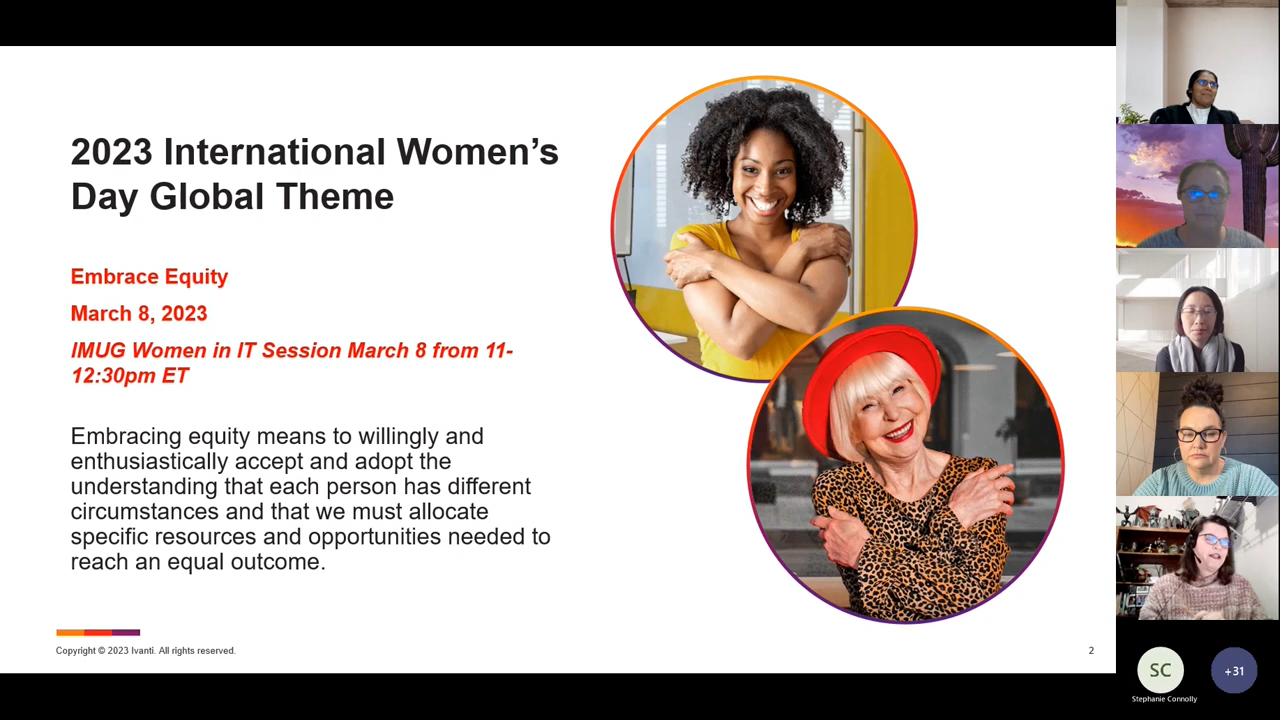 2023 International Women’s
Day Global Theme
Embrace Equity
March 8, 2023
IMUG Women in IT Session March 8 from 11-
12:30pm ET
Embracing equity means to willingly and
enthusiastically accept and adopt the
understanding that each person has different
circumstances and that we must allocate
specific resources and opportunities needed to
reach an equal outcome.
Copyright © 2023 Ivanti. All rights reserved.
2
SC
+31
Stephanie Connolly